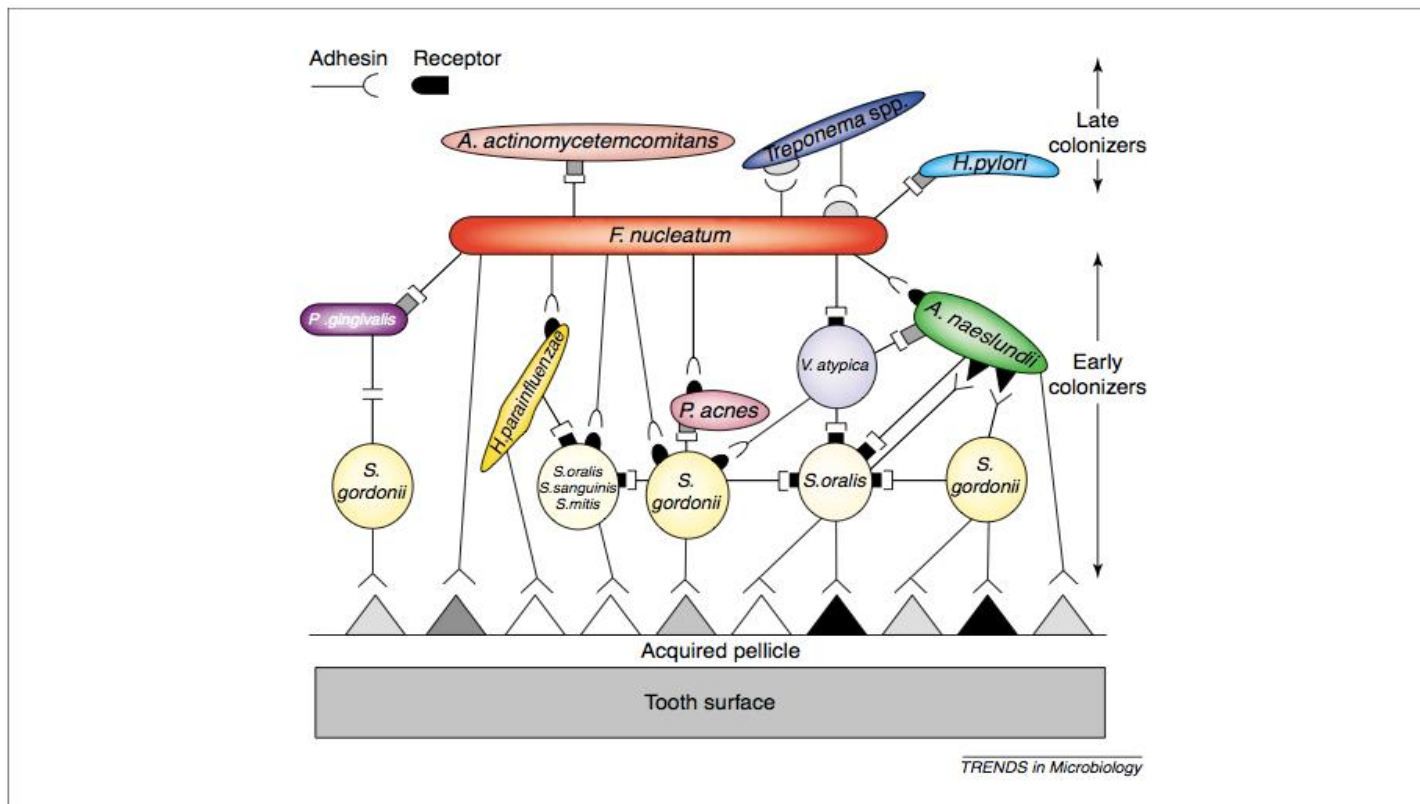 Adhesin
Receptor
A. actinomycetemcomitans
Treponema spp.
H.pylori
Late
colonizers
F. nucleatum
P .gingivalis
H.parainfluenzae
V. atypica
A. naeslundii
Early
colonizers
P. acnes
S.
gordonii
S.oralis
S.sanguinis
S.mitis
S.
gordonii
S.oralis
S.
gordonii
Acquired pellicle
Tooth surface
TRENDS in Microbiology